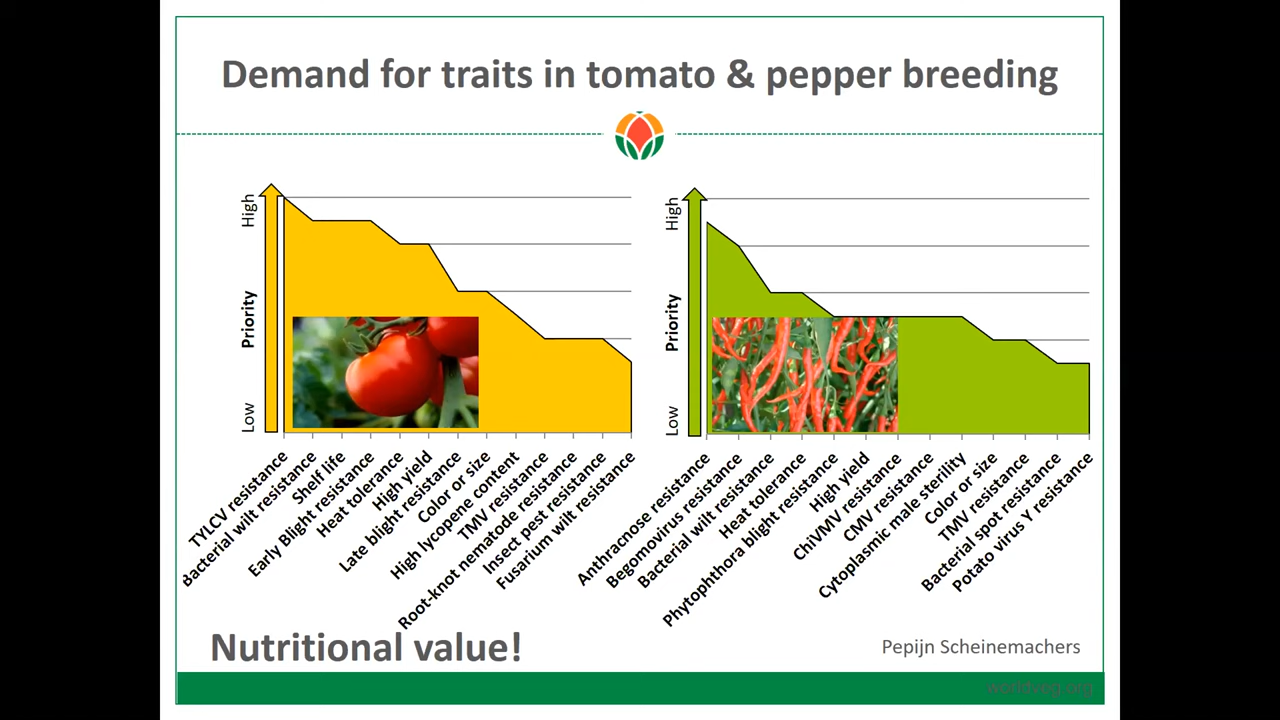 Demand for traits in tomato & pepper breeding
High
Priority
Low
TYLCV resistance
Bacterial wilt resistance
Shelf life
Early Blight resistance
Heat tolerance
High yield
Late blight resistance
Color or size
High lycopene content
TMV resistance
Root-knot nematode resistance
Insect pest resistance
Fusarium wilt resistance
High
Priority
Low
Anthracnose resistance
Begomovirus resistance
Bacterial wilt resistance
Heat tolerance
Phytophthora blight resistance
High yield
ChiVMV resistance
CMV resistance
Cytoplasmic male sterility
Color or size
TMV resistance
Bacterial spot resistance
Potato virus Y resistance
Nutritional value!
Pepijn Scheinemachers
worldveg.org